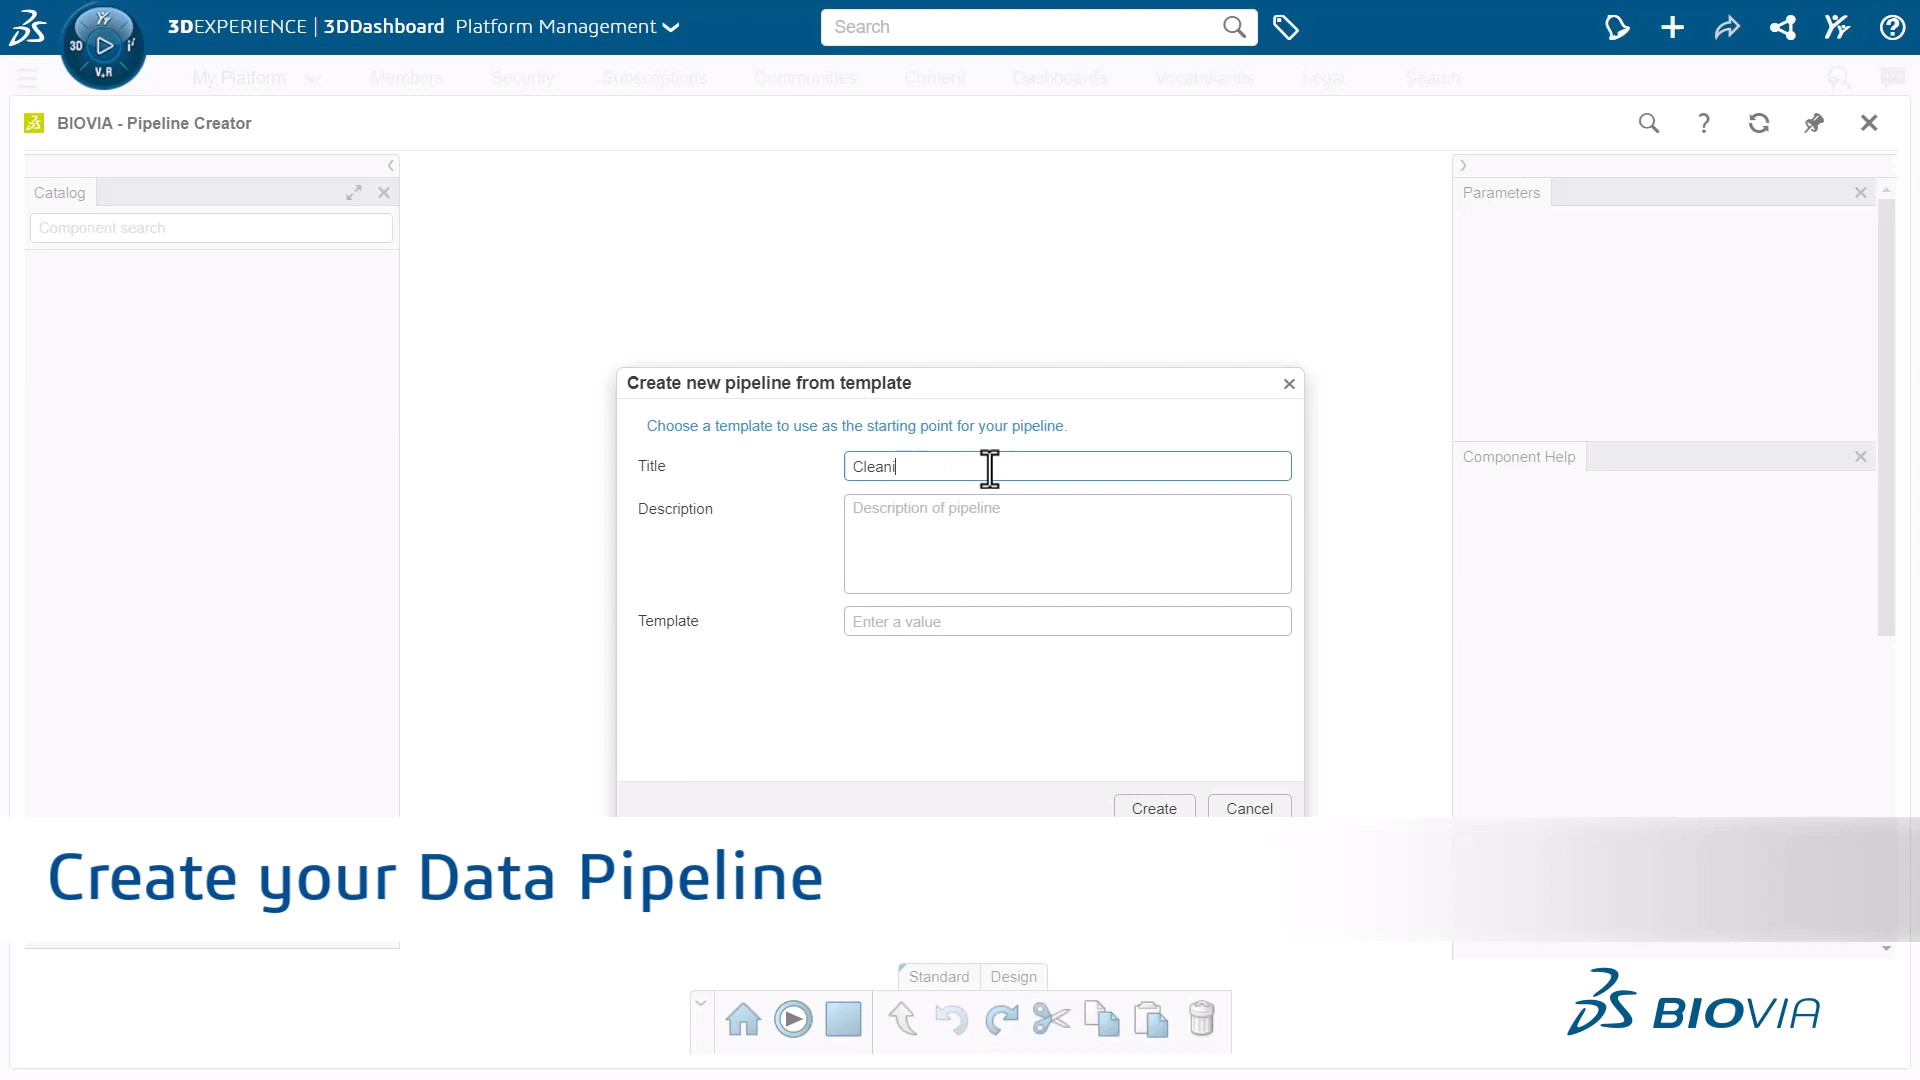 3DEXPERIENCE | 3DDashboard Platform Management
Search
3D
V.R
My Platform Members Security Subscriptions Communities Content Dashboards Vocabularies Legal Search
BIOVIA - Pipeline Creator
?
Catalog
Component search
Parameters
Create new pipeline from template
Choose a template to use as the starting point for your pipeline.
Title
Cleani
Description
Description of pipeline
Component Help
Template
Enter a value
Create
Cancel
Create your Data Pipeline
Standard
Design
BIOVIA